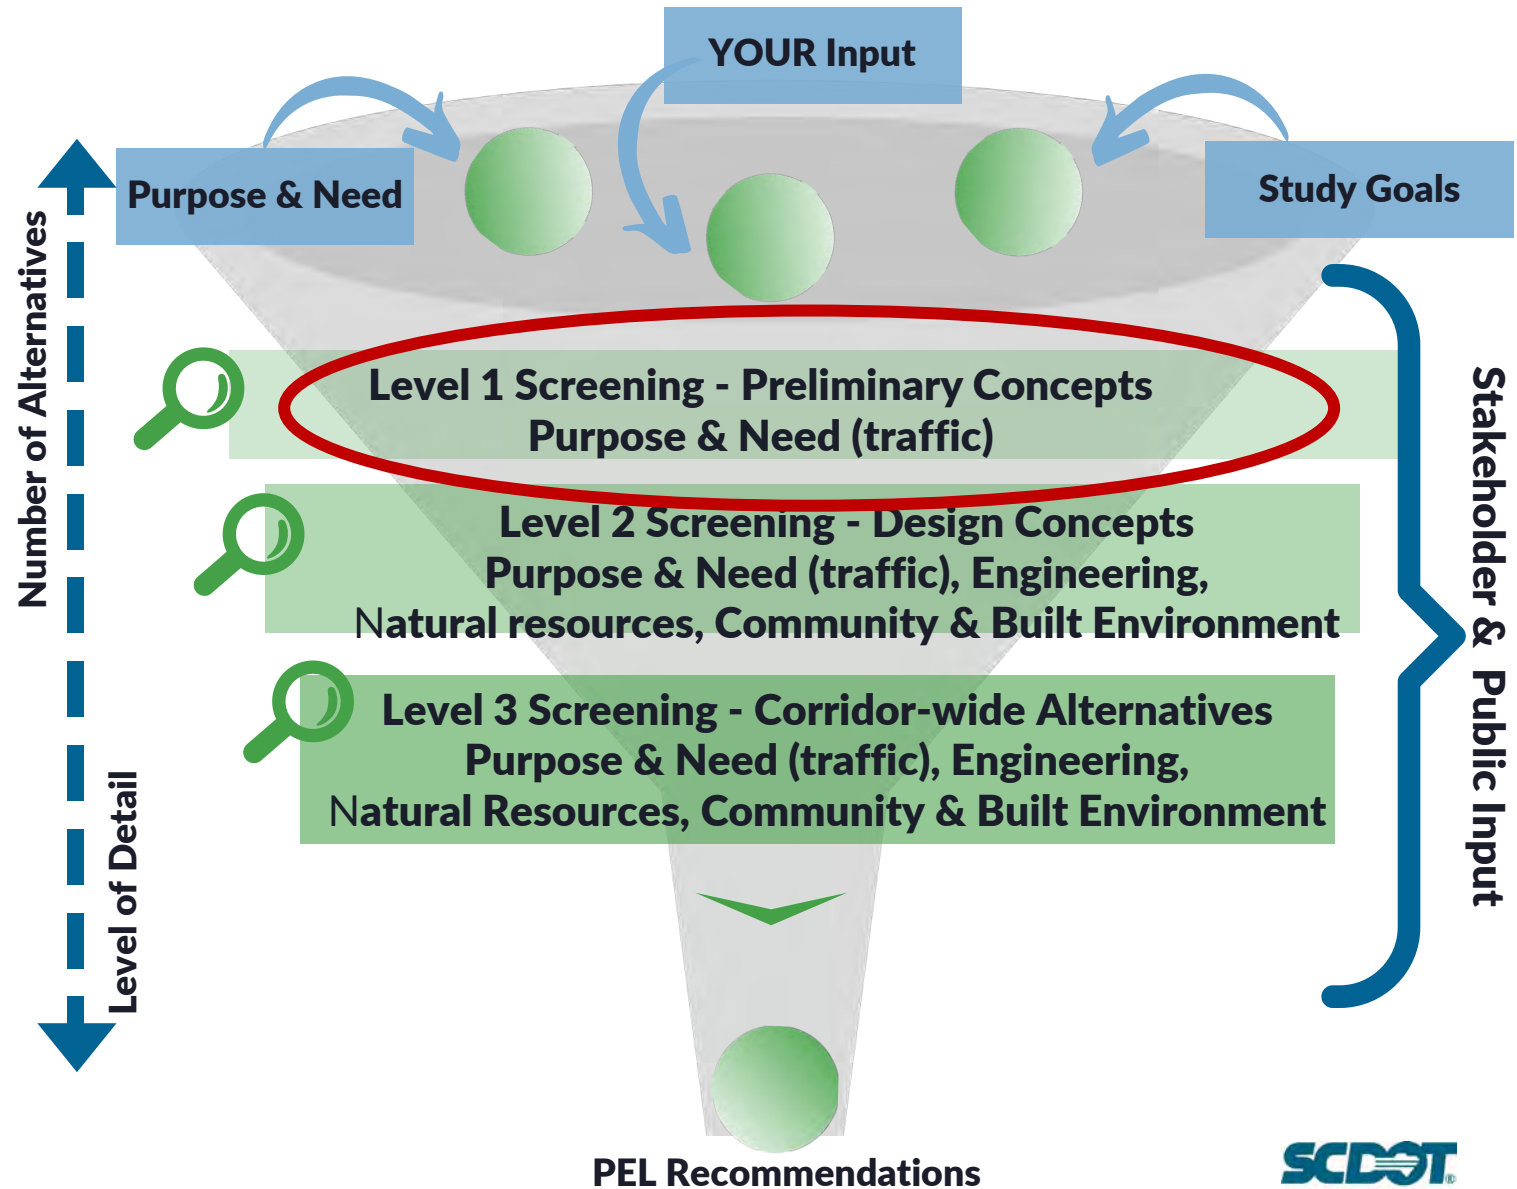 YOUR Input
Purpose & Need
Study Goals
Number of Alternatives
Level of Detail
Level 1 Screening - Preliminary Concepts
Purpose & Need (traffic)
Level 2 Screening - Design Concepts
Purpose & Need (traffic), Engineering,
Natural resources, Community & Built Environment
Level 3 Screening - Corridor-wide Alternatives
Purpose & Need (traffic), Engineering,
Natural Resources, Community & Built Environment
Stakeholder & Public Input
PEL Recommendations
SCDOT®